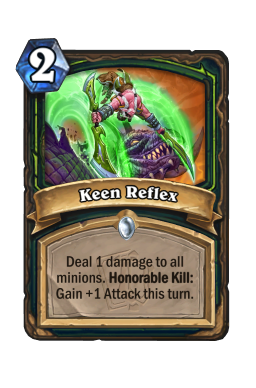 2
Keen Reflex
Deal 1 damage to all
minions. Honorable Kill:
Gain +1 Attack this turn.